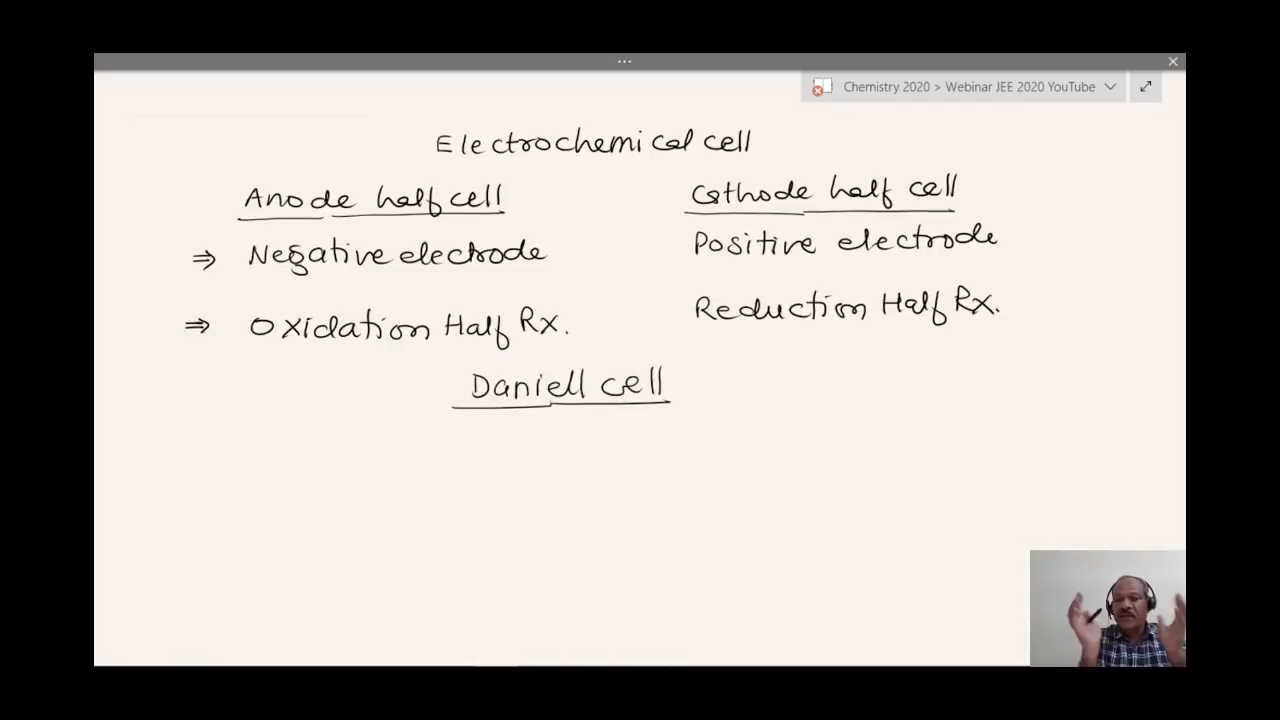 Chemistry 2020 > Webinar JEE 2020 YouTube
Electrochemical cell
Anode half cell
Cathode half cell
⇒ Negative electrode
Positive electrode
⇒ Oxidation Half Rx.
Reduction Half Rx.
Daniell cell